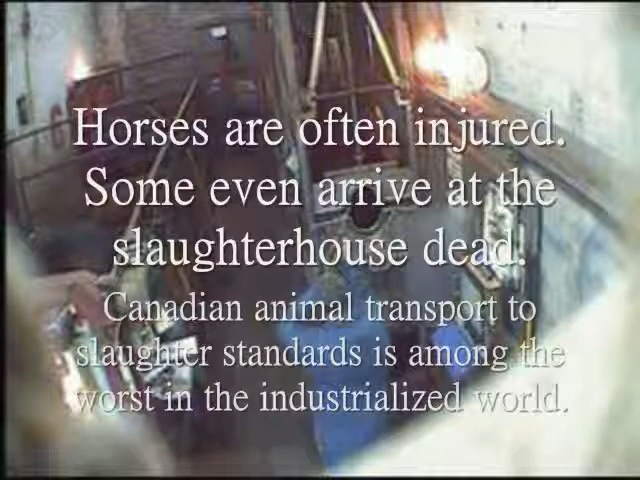 Horses are often injured.
Some even arrive at the
slaughterhouse dead.
Canadian animal transport to
slaughter standards is among the
worst in the industrialized world.